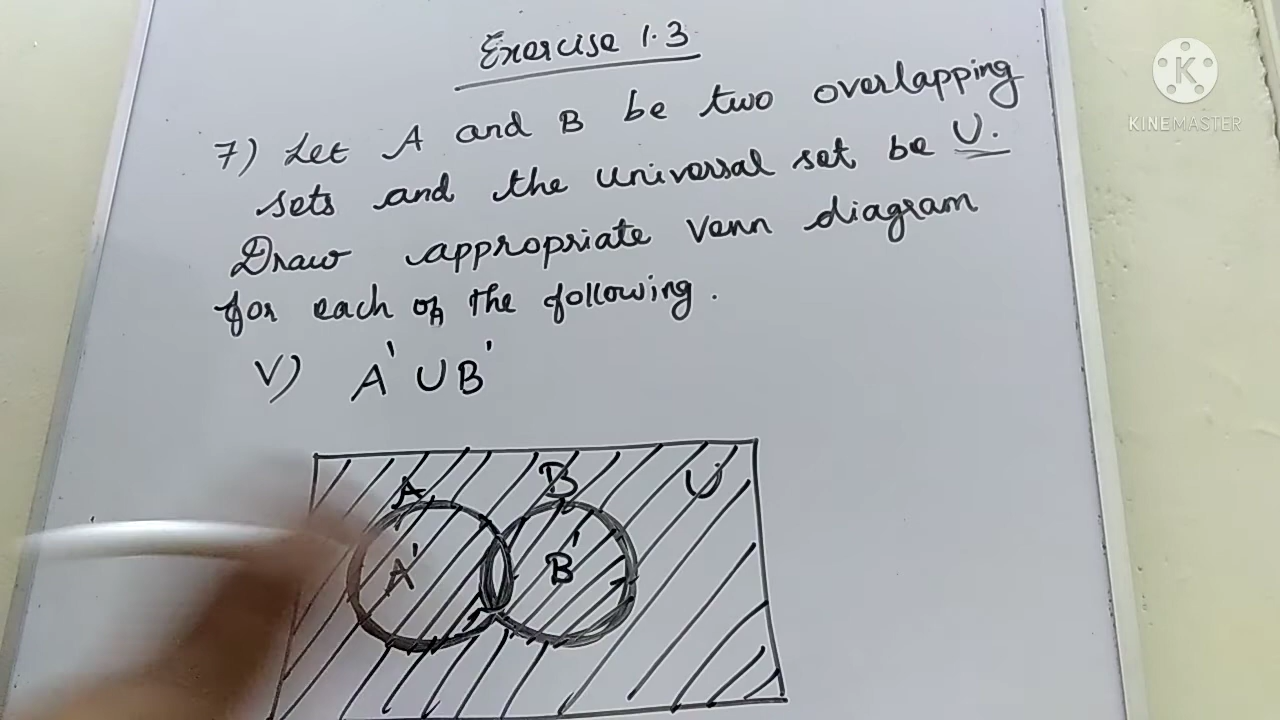 Exercise 1.3
7) Let A and B be two overlapping
sets and the universal set be U.
Draw appropriate Venn diagram
for each of the following.
V) A' ∪ B'
A B U
A' B'
K
KINEMASTER